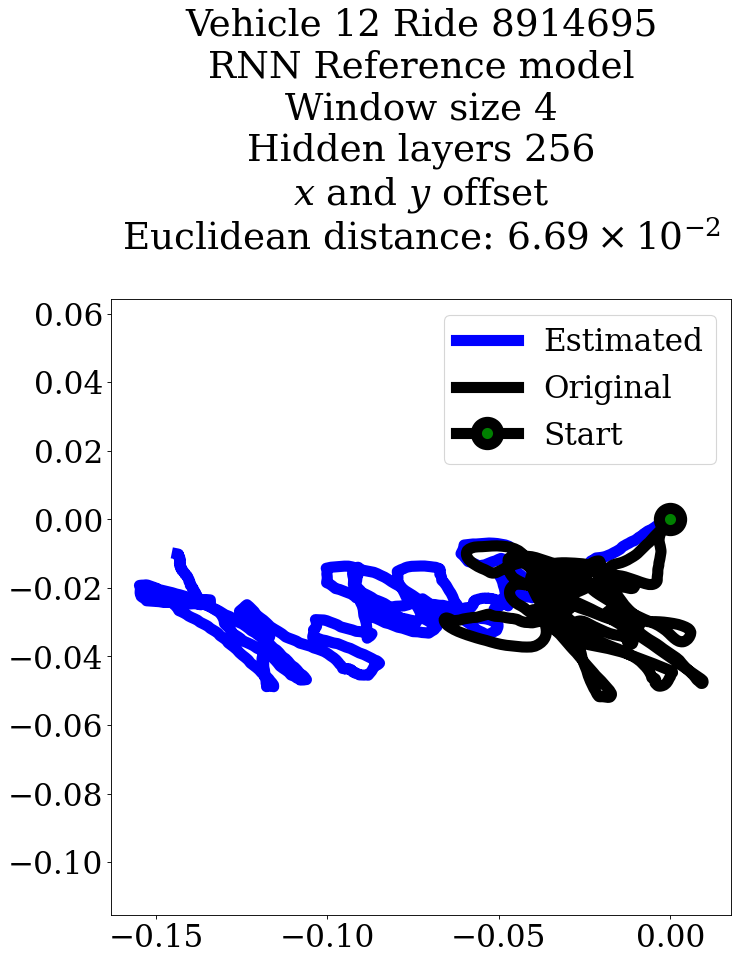 Vehicle 12 Ride 8914695
RNN Reference model
Window size 4
Hidden layers 256
x and y offset
Euclidean distance: 6.69 × 10⁻²
0.06
0.04
0.02
0.00
−0.02
−0.04
−0.06
−0.08
−0.10
Estimated
Original
Start
−0.15
−0.10
−0.05
0.00